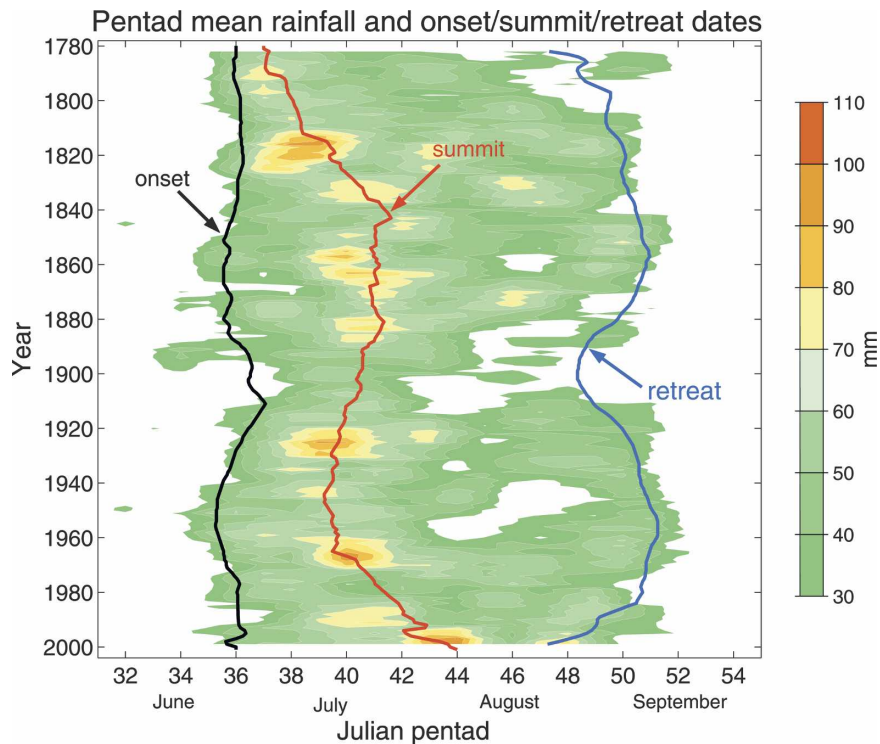 Pentad mean rainfall and onset/summit/retreat dates
1780
1800
1820
1840
1860
1880
1900
1920
1940
1960
1980
2000
Year
onset
summit
retreat
32 34 36 38 40 42 44 46 48 50 52 54
June July August September
Julian pentad
110
100
90
80
70
60
50
40
30
mm